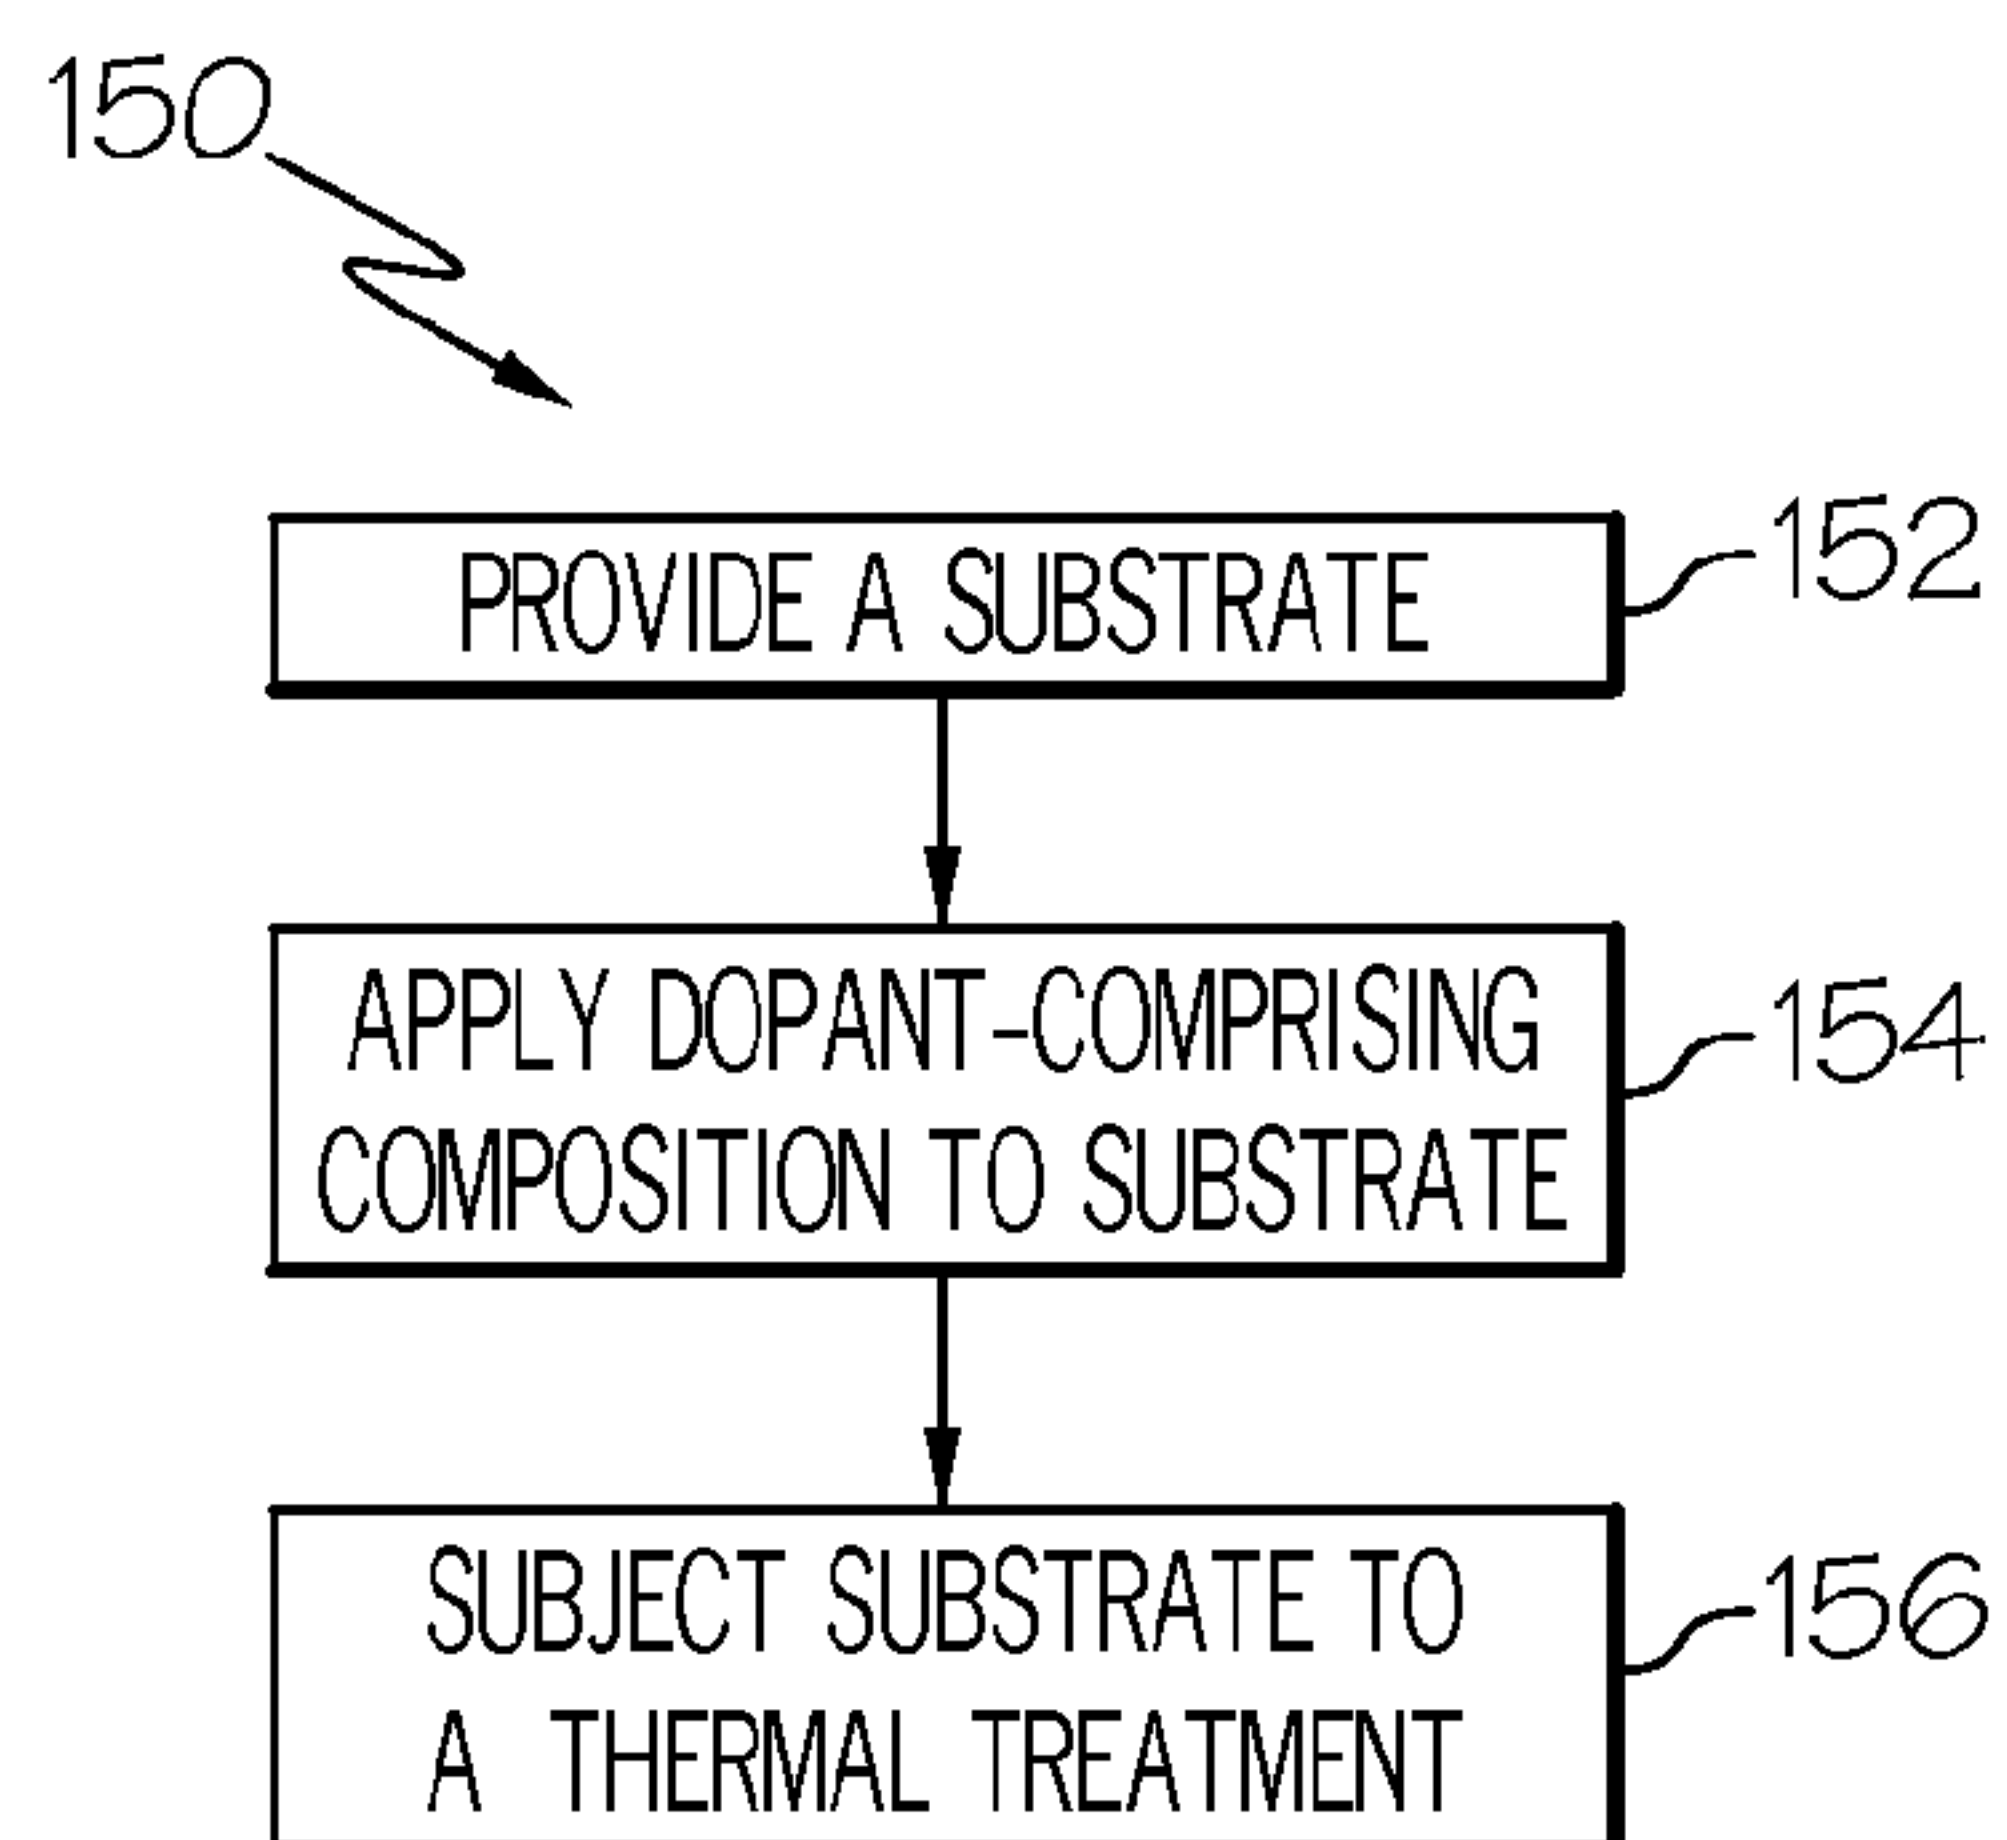 150
PROVIDE A SUBSTRATE
152
APPLY DOPANT-COMPRISING
COMPOSITION TO SUBSTRATE
154
SUBJECT SUBSTRATE TO
A THERMAL TREATMENT
156